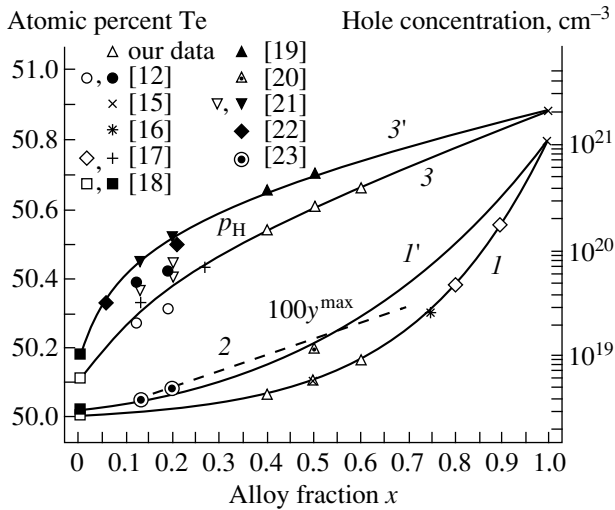 Atomic percent Te
Hole concentration, cm⁻³
△ our data
▲ [19]
○, ● [12]
[20]
× [15]
▽, ▼ [21]
∗ [16]
◆ [22]
◇, + [17]
[23]
□, ■ [18]
51.0
50.8
50.6
50.4
50.2
50.0
10²¹
10²⁰
10¹⁹
3'
3
p_H
1'
1
100y^max
2
0 0.1 0.2 0.3 0.4 0.5 0.6 0.7 0.8 0.9 1.0
Alloy fraction x